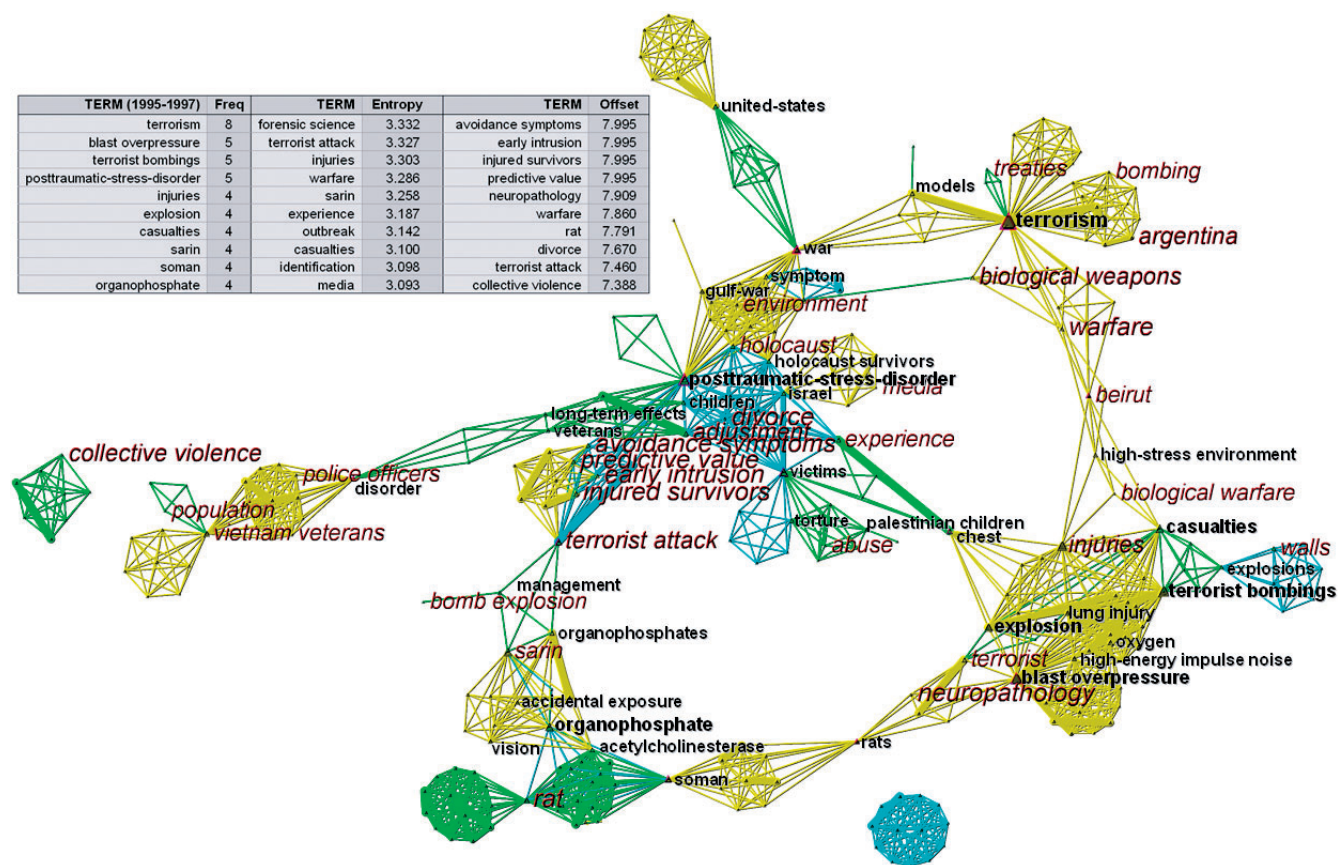 TERM (1995-1997) Freq TERM Entropy TERM Offset
terrorism 8 forensic science 3.332 avoidance symptoms 7.995
blast overpressure 5 terrorist attack 3.327 early intrusion 7.995
terrorist bombings 5 injuries 3.303 injured survivors 7.995
posttraumatic-stress-disorder 5 warfare 3.286 predictive value 7.995
injuries 4 sarin 3.258 neuropathology 7.909
explosion 4 experience 3.187 warfare 7.860
casualties 4 outbreak 3.142 rat 7.791
sarin 4 casualties 3.100 divorce 7.670
soman 4 identification 3.098 terrorist attack 7.460
organophosphate 4 media 3.093 collective violence 7.388
united-states
treaties
bombing
models
terrorism
argentina
war
symptom
biological weapons
gulf-war
environment
warfare
holocaust
holocaust survivors
posttraumatic-stress-disorder
israel
media
beirut
children
long-term effects
divorce
veterans
adjustment
avoidance symptoms
experience
collective violence
predictive value
high-stress environment
police officers
early intrusion
victims
disorder
injured survivors
biological warfare
population
vietnam veterans
torture
palestinian children
casualties
chest
terrorist attack
abuse
injuries
walls
explosions
management
terrorist bombings
bomb explosion
lung injury
explosion
organophosphates
oxygen
sarin
terrorist
high-energy impulse noise
blast overpressure
neuropathology
accidental exposure
organophosphate
vision
acetylcholinesterase
rats
soman
rat